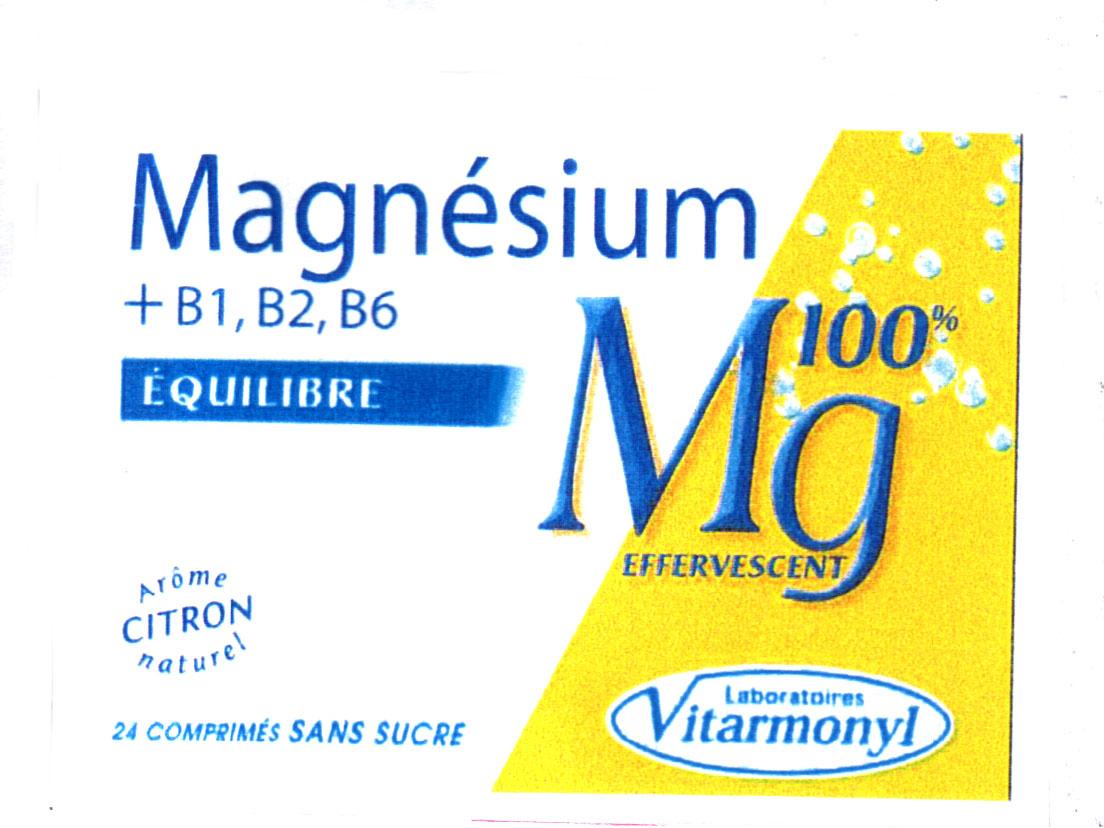 Magnésium
+ B1, B2, B6
ÉQUILIBRE
Mg 100%
EFFERVESCENT
Arôme
CITRON
naturel
24 COMPRIMÉS SANS SUCRE
Laboratoires
Vitarmonyl